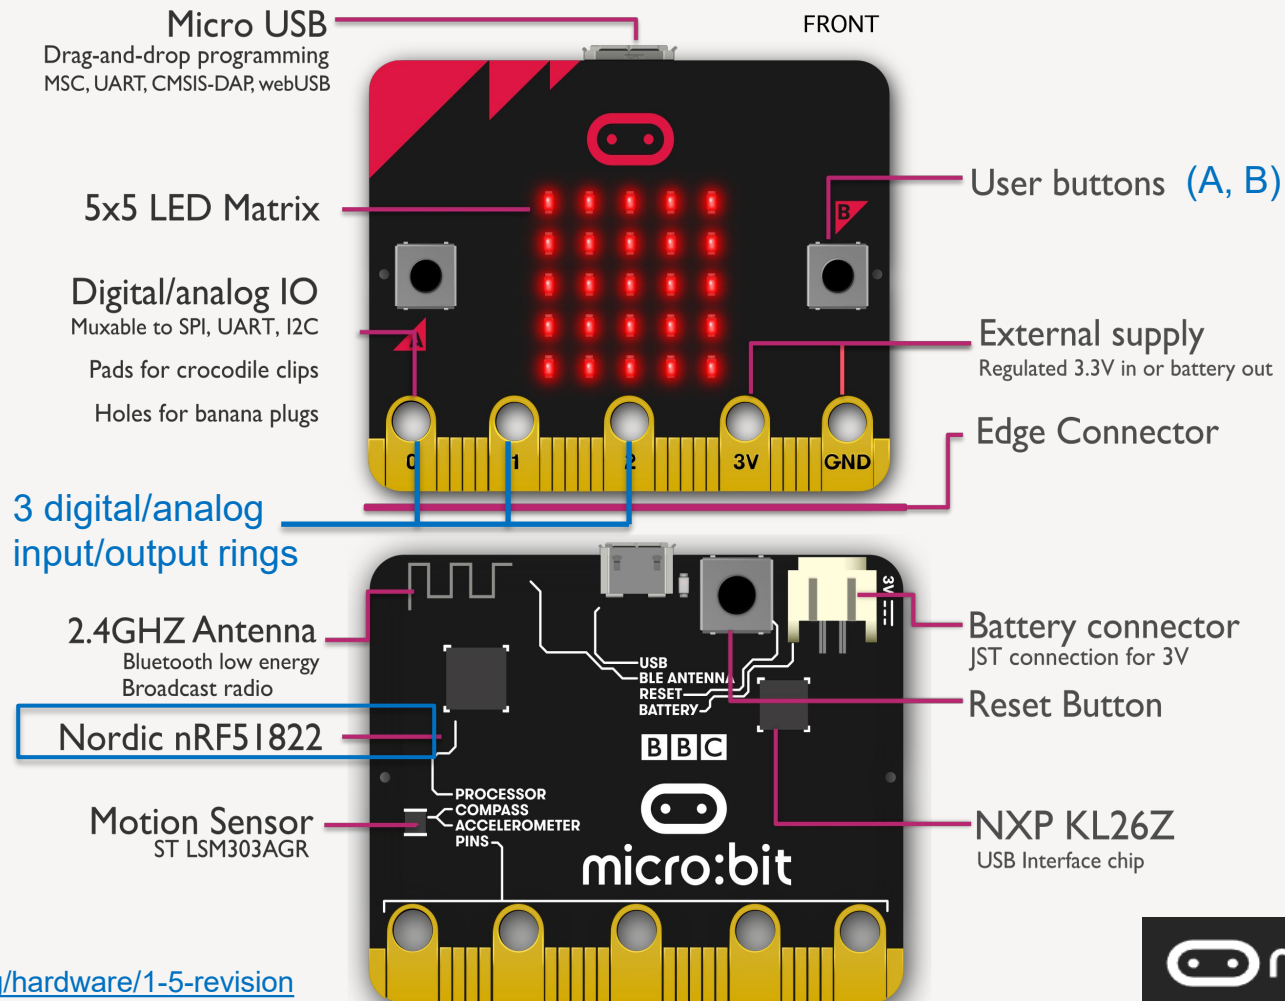 FRONT
Micro USB
Drag-and-drop programming
MSC, UART, CMSIS-DAP, webUSB
5x5 LED Matrix
User buttons (A, B)
B
Digital/analog IO
Muxable to SPI, UART, I2C
Pads for crocodile clips
Holes for banana plugs
A
External supply
Regulated 3.3V in or battery out
Edge Connector
0 1 2 3V GND
3 digital/analog
input/output rings
2.4GHZ Antenna
Bluetooth low energy
Broadcast radio
Nordic nRF51822
Motion Sensor
ST LSM303AGR
USB
BLE ANTENNA
RESET
BATTERY
3V
BBC
PROCESSOR
COMPASS
ACCELEROMETER
PINS
micro:bit
Battery connector
JST connection for 3V
Reset Button
NXP KL26Z
USB Interface chip
/hardware/1-5-revision